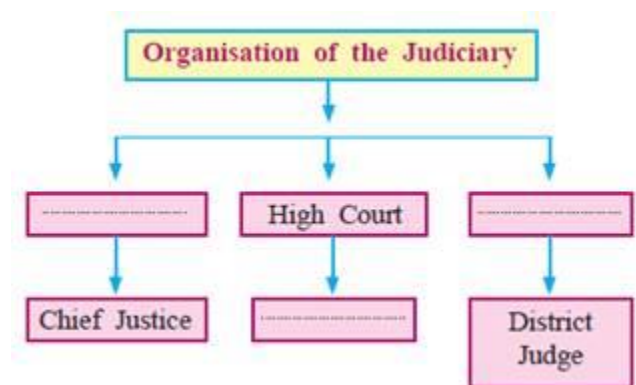 Organisation of the Judiciary
High Court
Chief Justice
District
Judge